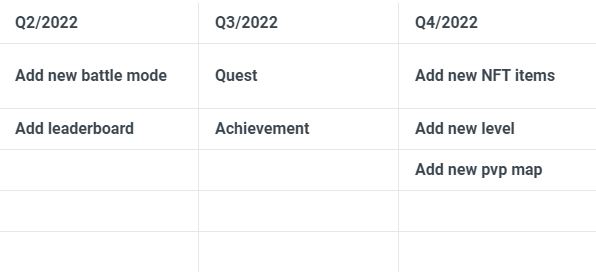 Q2/2022 Q3/2022 Q4/2022
Add new battle mode Quest Add new NFT items
Add leaderboard Achievement Add new level
Add new pvp map